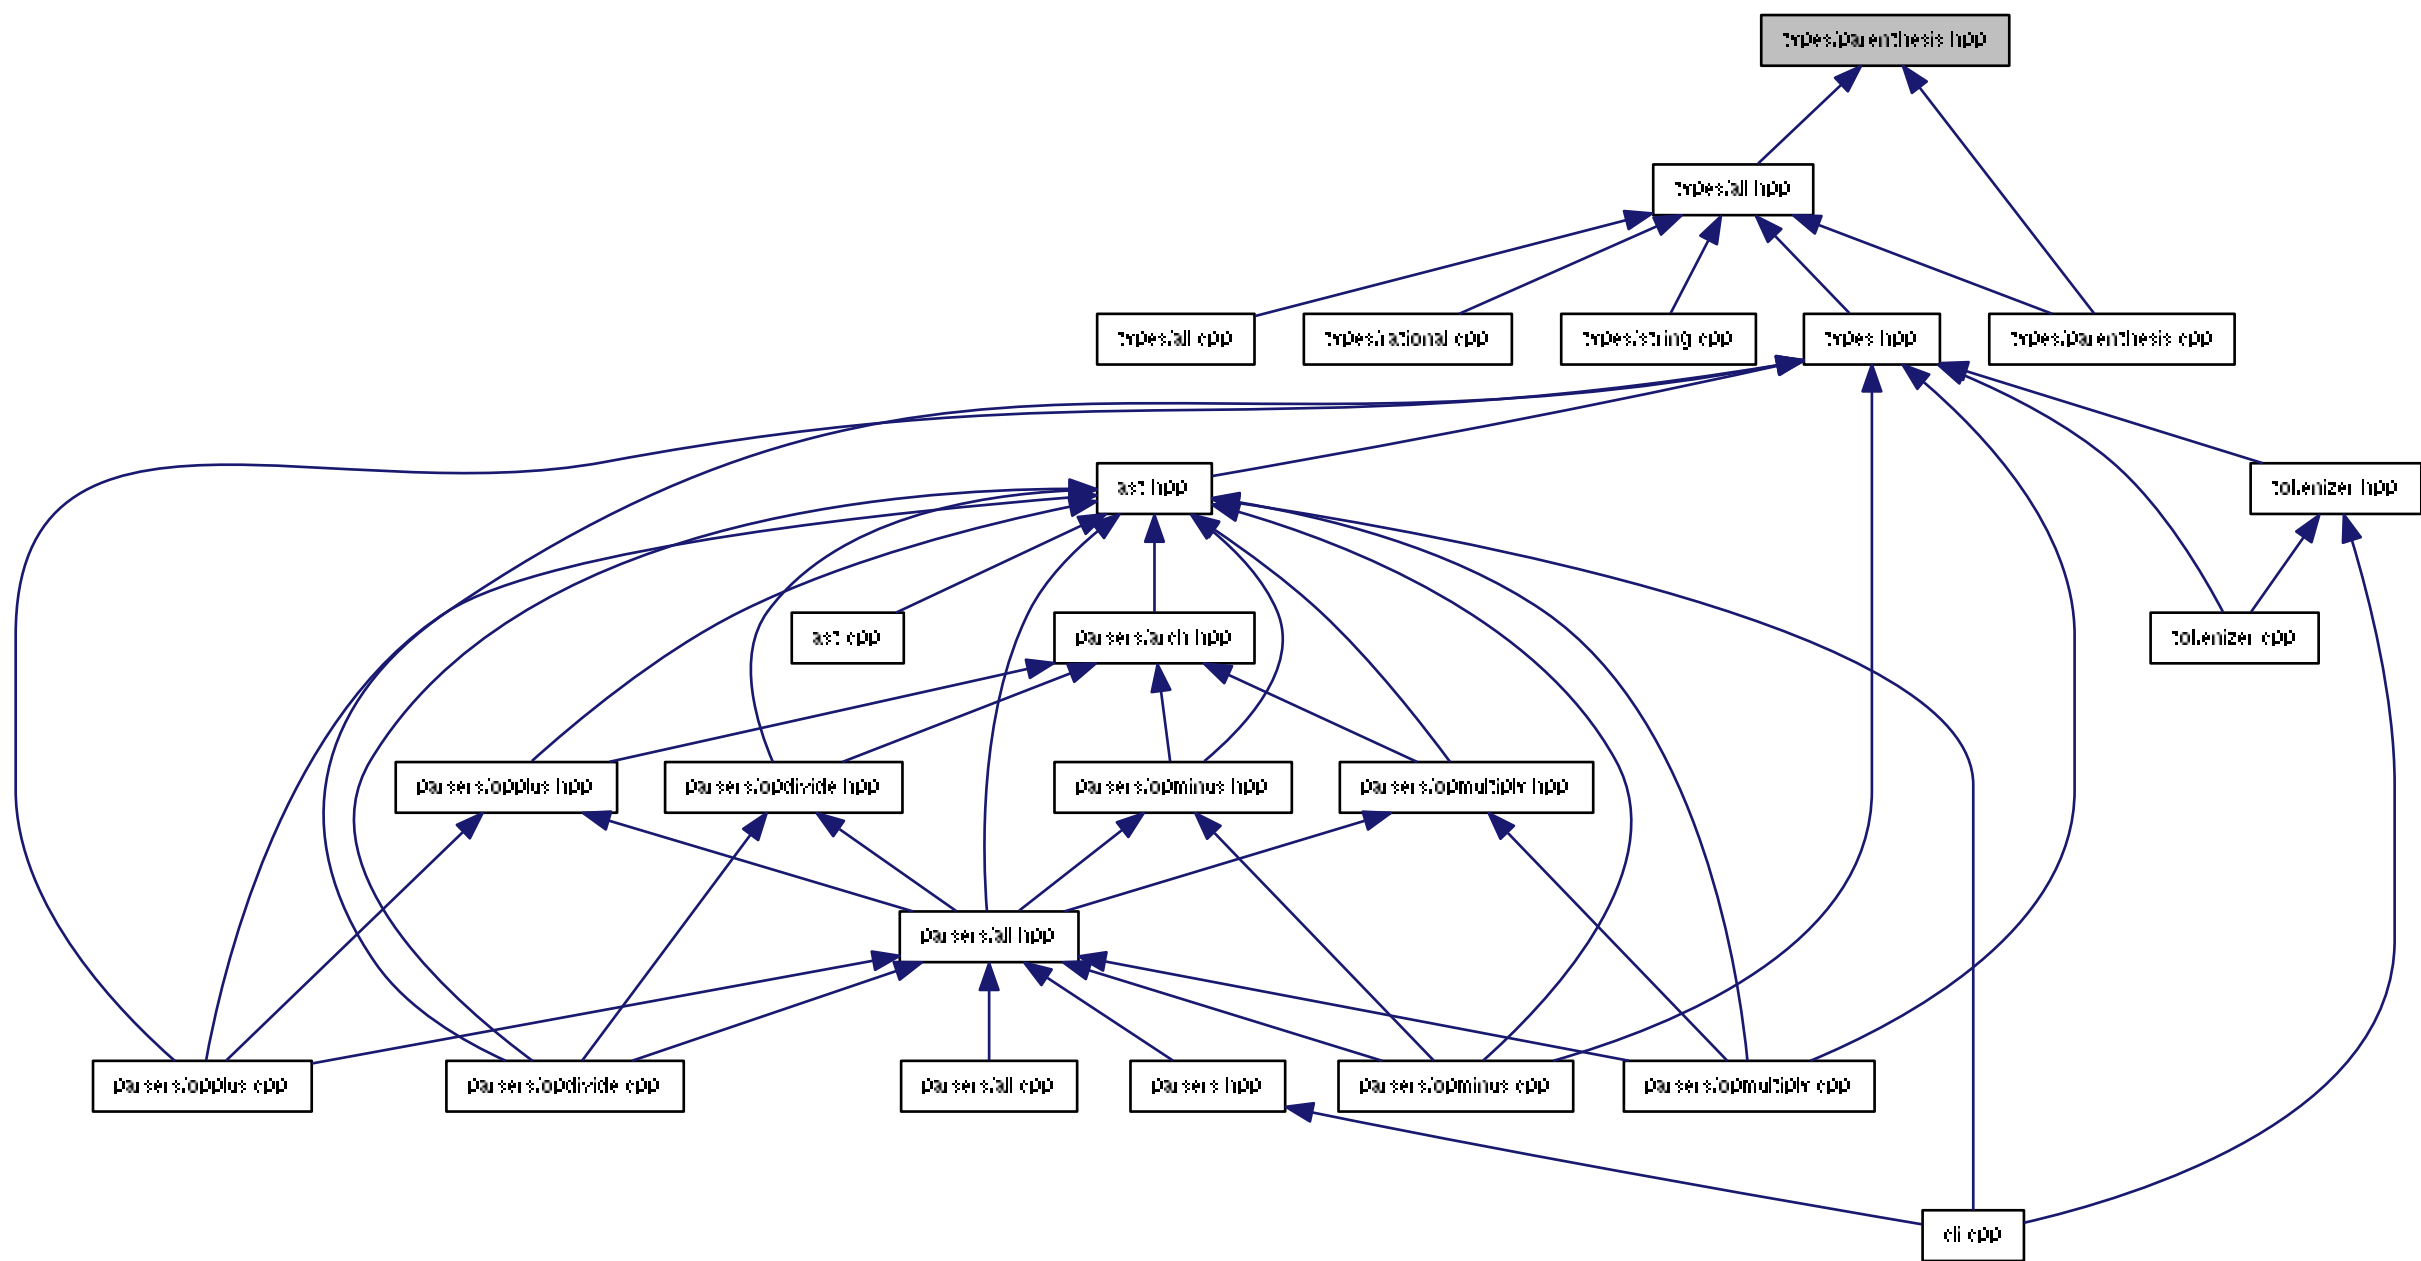 types/parenthesis.hpp
types/all.hpp
types/all.cpp
types/rational.cpp
types/string.cpp
types.hpp
types/parenthesis.cpp
ast.hpp
tokenizer.hpp
ast.cpp
parsers/arch.hpp
tokenizer.cpp
parsers/opplus.hpp
parsers/opdivide.hpp
parsers/opminus.hpp
parsers/opmultiply.hpp
parsers/all.hpp
parsers/opplus.cpp
parsers/opdivide.cpp
parsers/all.cpp
parsers.hpp
parsers/opminus.cpp
parsers/opmultiply.cpp
cli.cpp